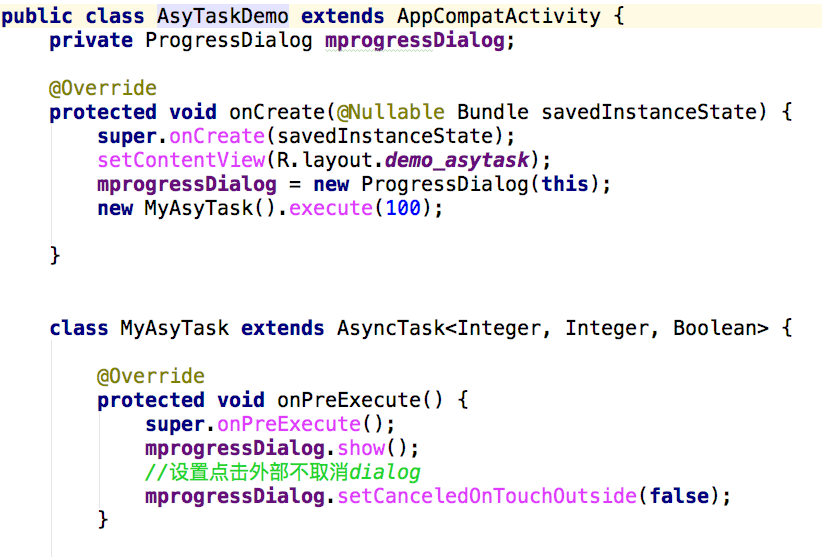 public class AsyTaskDemo extends AppCompatActivity {
    private ProgressDialog mprogressDialog;

    @Override
    protected void onCreate(@Nullable Bundle savedInstanceState) {
        super.onCreate(savedInstanceState);
        setContentView(R.layout.demo_asytask);
        mprogressDialog = new ProgressDialog(this);
        new MyAsyTask().execute(100);

    }


    class MyAsyTask extends AsyncTask<Integer, Integer, Boolean> {

        @Override
        protected void onPreExecute() {
            super.onPreExecute();
            mprogressDialog.show();
            //设置点击外部不取消dialog
            mprogressDialog.setCanceledOnTouchOutside(false);
        }